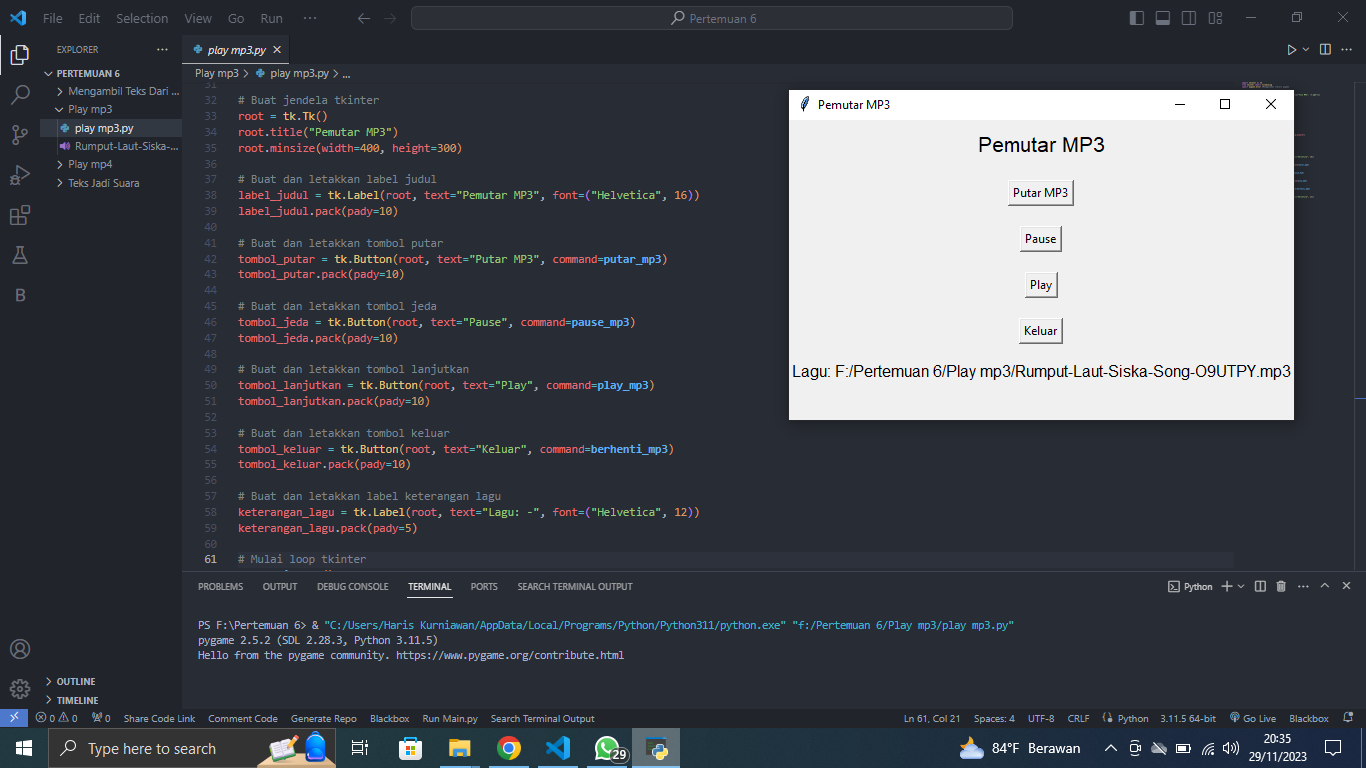 File Edit Selection View Go Run ··· Pertemuan 6
EXPLORER ···
PERTEMUAN 6
Mengambil Teks Dari ...
Play mp3
play mp3.py
Rumput-Laut-Siska-...
Play mp4
Teks Jadi Suara
OUTLINE
TIMELINE
play mp3.py
Play mp3 > play mp3.py > ...
31
32 # Buat jendela tkinter
33 root = tk.Tk()
34 root.title("Pemutar MP3")
35 root.minsize(width=400, height=300)
36
37 # Buat dan letakkan label judul
38 label_judul = tk.Label(root, text="Pemutar MP3", font=("Helvetica", 16))
39 label_judul.pack(pady=10)
40
41 # Buat dan letakkan tombol putar
42 tombol_putar = tk.Button(root, text="Putar MP3", command=putar_mp3)
43 tombol_putar.pack(pady=10)
44
45 # Buat dan letakkan tombol jeda
46 tombol_jeda = tk.Button(root, text="Pause", command=pause_mp3)
47 tombol_jeda.pack(pady=10)
48
49 # Buat dan letakkan tombol lanjutkan
50 tombol_lanjutkan = tk.Button(root, text="Play", command=play_mp3)
51 tombol_lanjutkan.pack(pady=10)
52
53 # Buat dan letakkan tombol keluar
54 tombol_keluar = tk.Button(root, text="Keluar", command=berhenti_mp3)
55 tombol_keluar.pack(pady=10)
56
57 # Buat dan letakkan label keterangan lagu
58 keterangan_lagu = tk.Label(root, text="Lagu: -", font=("Helvetica", 12))
59 keterangan_lagu.pack(pady=5)
60
61 # Mulai loop tkinter
Pemutar MP3
Pemutar MP3
Putar MP3
Pause
Play
Keluar
Lagu: F:/Pertemuan 6/Play mp3/Rumput-Laut-Siska-Song-O9UTPY.mp3
PROBLEMS OUTPUT DEBUG CONSOLE TERMINAL PORTS SEARCH TERMINAL OUTPUT Python
PS F:\Pertemuan 6> & "C:/Users/Haris Kurniawan/AppData/Local/Programs/Python/Python311/python.exe" "f:/Pertemuan 6/Play mp3/play mp3.py"
pygame 2.5.2 (SDL 2.28.3, Python 3.11.5)
Hello from the pygame community. https://www.pygame.org/contribute.html
0 0 0 Share Code Link Comment Code Generate Repo Blackbox Run Main.py Search Terminal Output Ln 61, Col 21 Spaces: 4 UTF-8 CRLF Python 3.11.5 64-bit Go Live Blackbox
Type here to search 29 84°F Berawan 20:35
29/11/2023